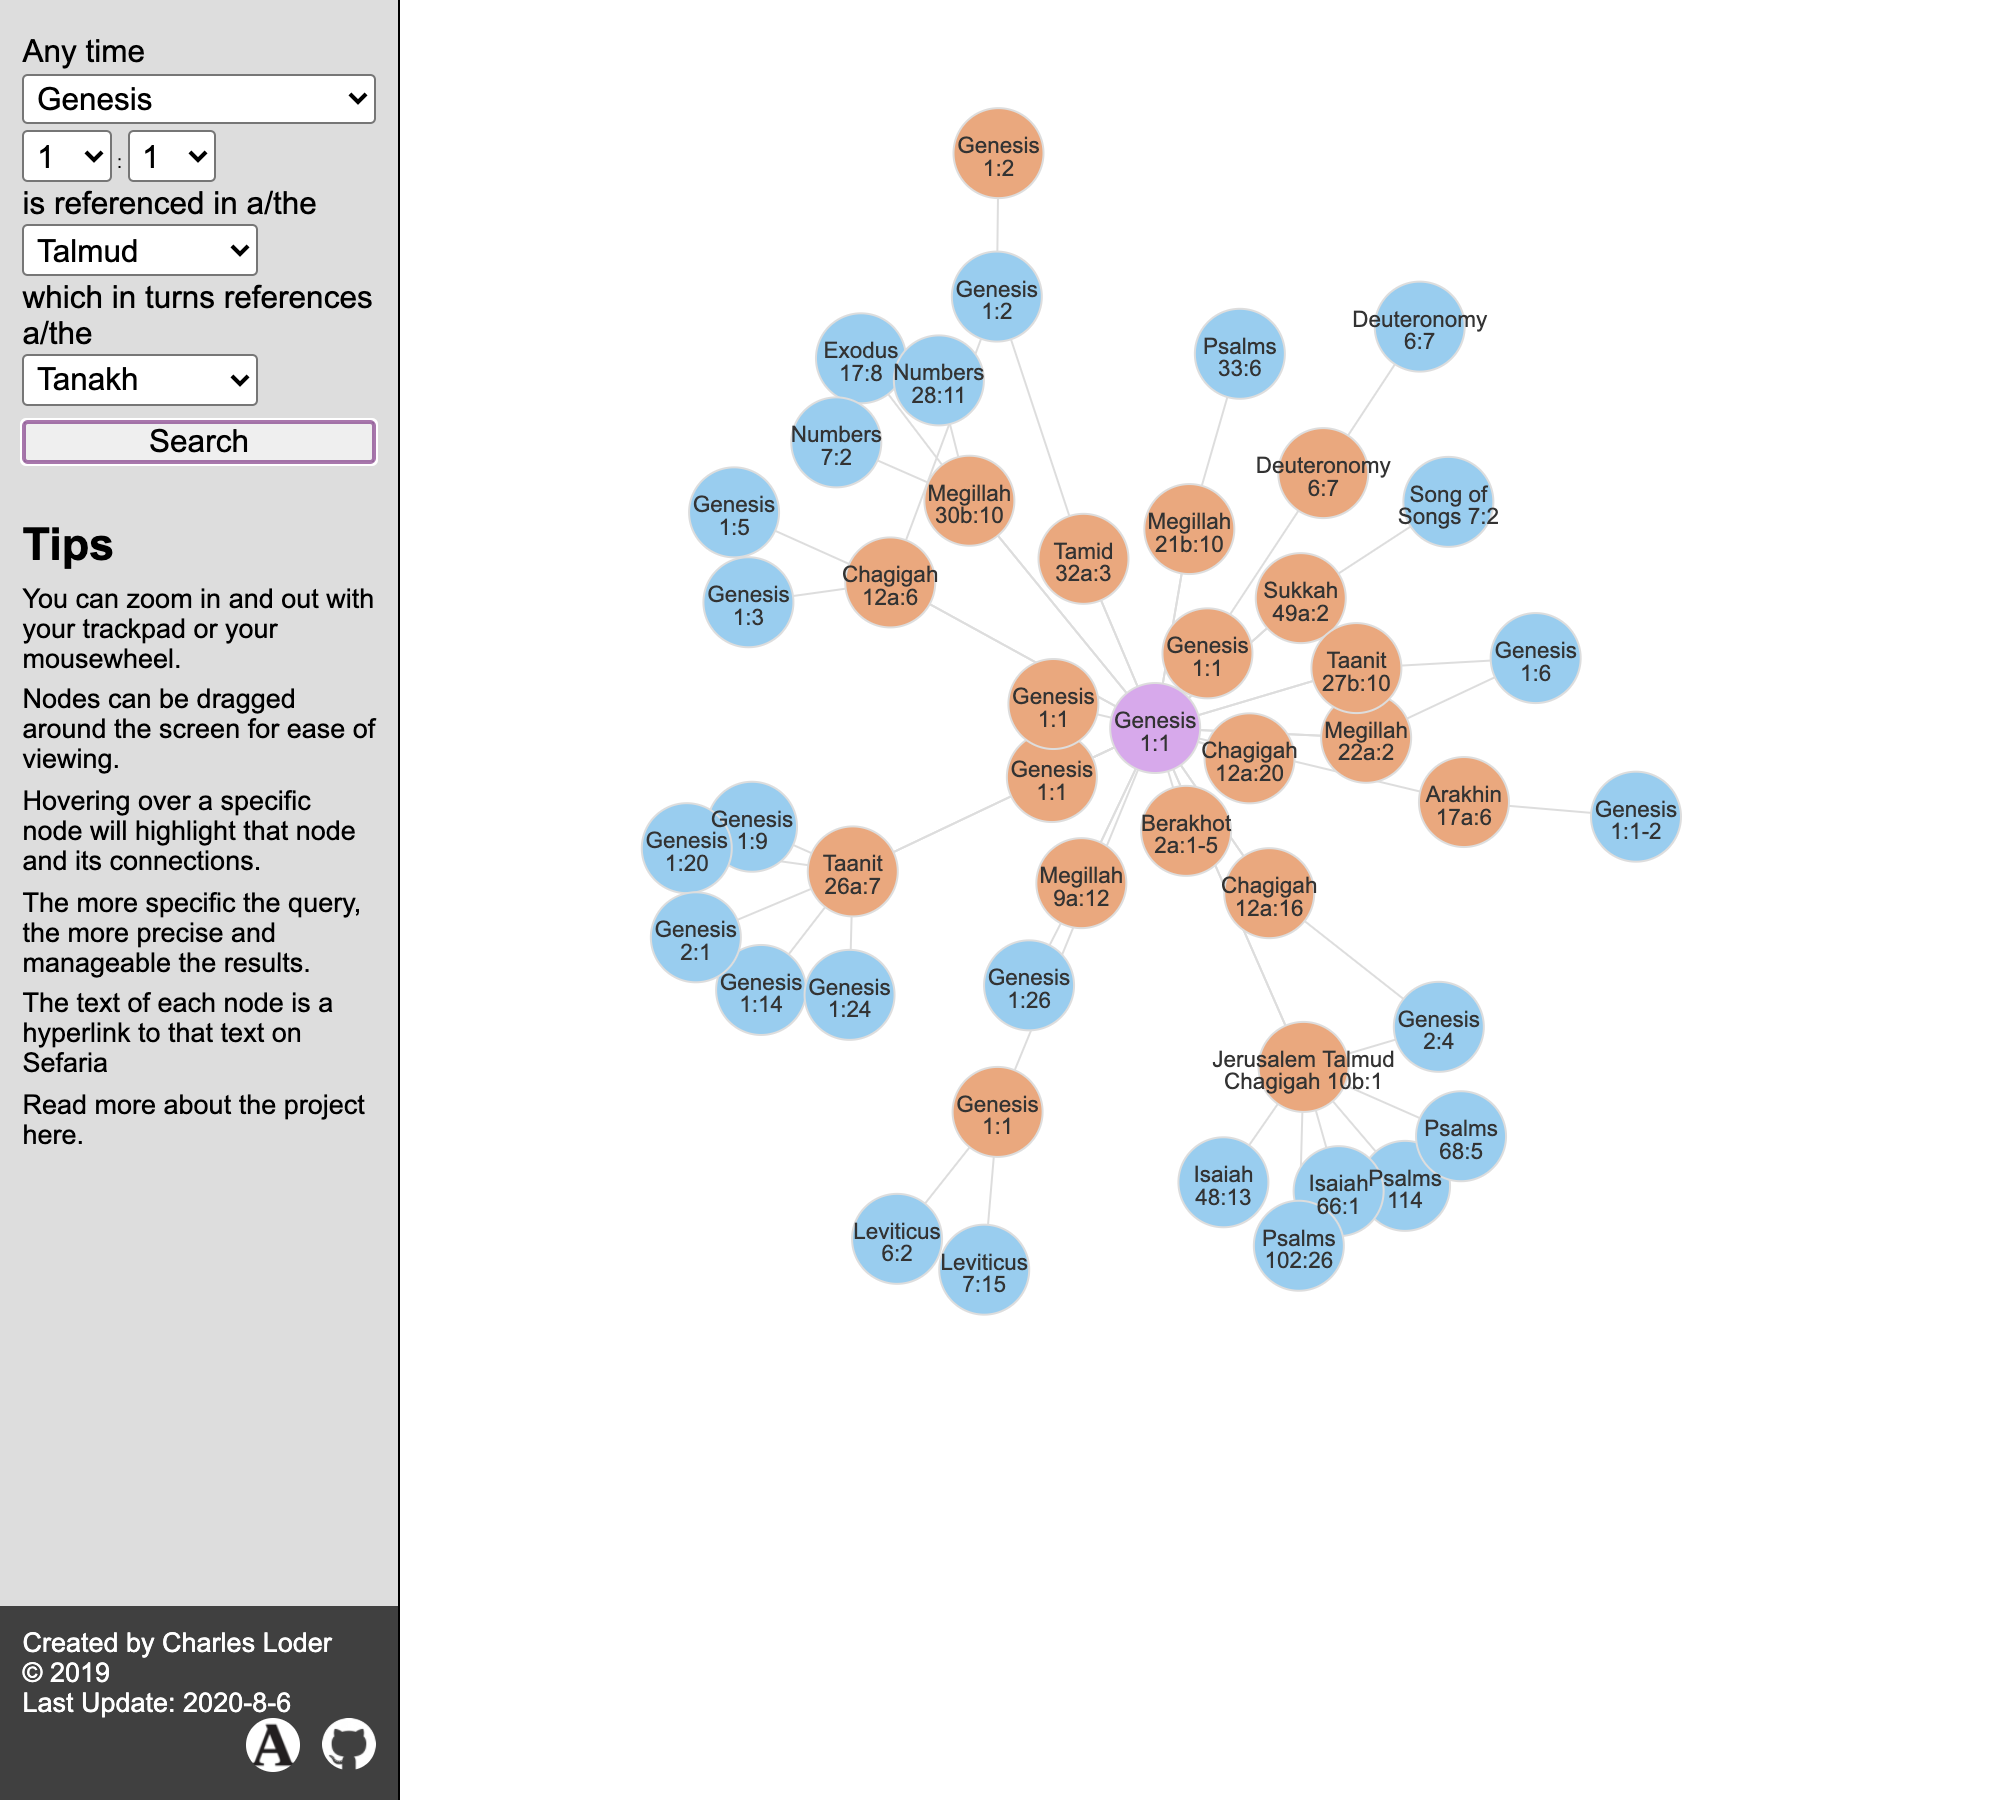 Any time
Genesis
1 : 1
is referenced in a/the
Talmud
which in turns references
a/the
Tanakh
Search
Tips
You can zoom in and out with
your trackpad or your
mousewheel.
Nodes can be dragged
around the screen for ease of
viewing.
Hovering over a specific
node will highlight that node
and its connections.
The more specific the query,
the more precise and
manageable the results.
The text of each node is a
hyperlink to that text on
Sefaria
Read more about the project
here.
Created by Charles Loder
© 2019
Last Update: 2020-8-6
A
Genesis
1:2
Genesis
1:2
Exodus
17:8
Numbers
28:11
Numbers
7:2
Psalms
33:6
Deuteronomy
6:7
Deuteronomy
6:7
Song of
Songs 7:2
Genesis
1:5
Genesis
1:3
Megillah
30b:10
Chagigah
12a:6
Tamid
32a:3
Megillah
21b:10
Sukkah
49a:2
Genesis
1:1
Taanit
27b:10
Genesis
1:6
Genesis
1:1
Genesis
1:1
Genesis
1:1
Chagigah
12a:20
Megillah
22a:2
Arakhin
17a:6
Genesis
1:1-2
Genesis
1:9
Genesis
1:20
Taanit
26a:7
Genesis
2:1
Genesis
1:14
Genesis
1:24
Berakhot
2a:1-5
Megillah
9a:12
Chagigah
12a:16
Genesis
1:26
Genesis
2:4
Genesis
1:1
Jerusalem Talmud
Chagigah 10b:1
Psalms
68:5
Isaiah
48:13
Isaiah
66:1
Psalms
114
Psalms
102:26
Leviticus
6:2
Leviticus
7:15